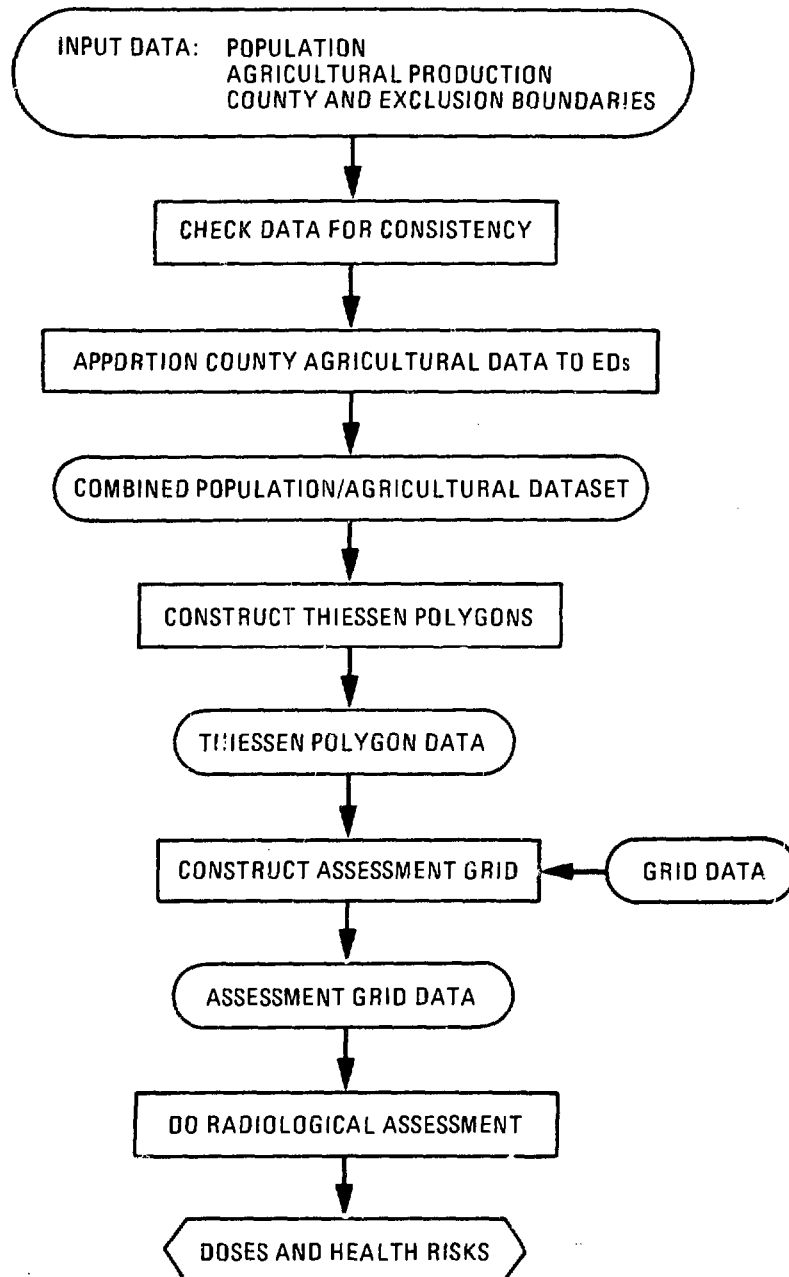 INPUT DATA: POPULATION
AGRICULTURAL PRODUCTION
COUNTY AND EXCLUSION BOUNDARIES
CHECK DATA FOR CONSISTENCY
APPORTION COUNTY AGRICULTURAL DATA TO EDs
COMBINED POPULATION/AGRICULTURAL DATASET
CONSTRUCT THIESSEN POLYGONS
THIESSEN POLYGON DATA
CONSTRUCT ASSESSMENT GRID
GRID DATA
ASSESSMENT GRID DATA
DO RADIOLOGICAL ASSESSMENT
DOSES AND HEALTH RISKS